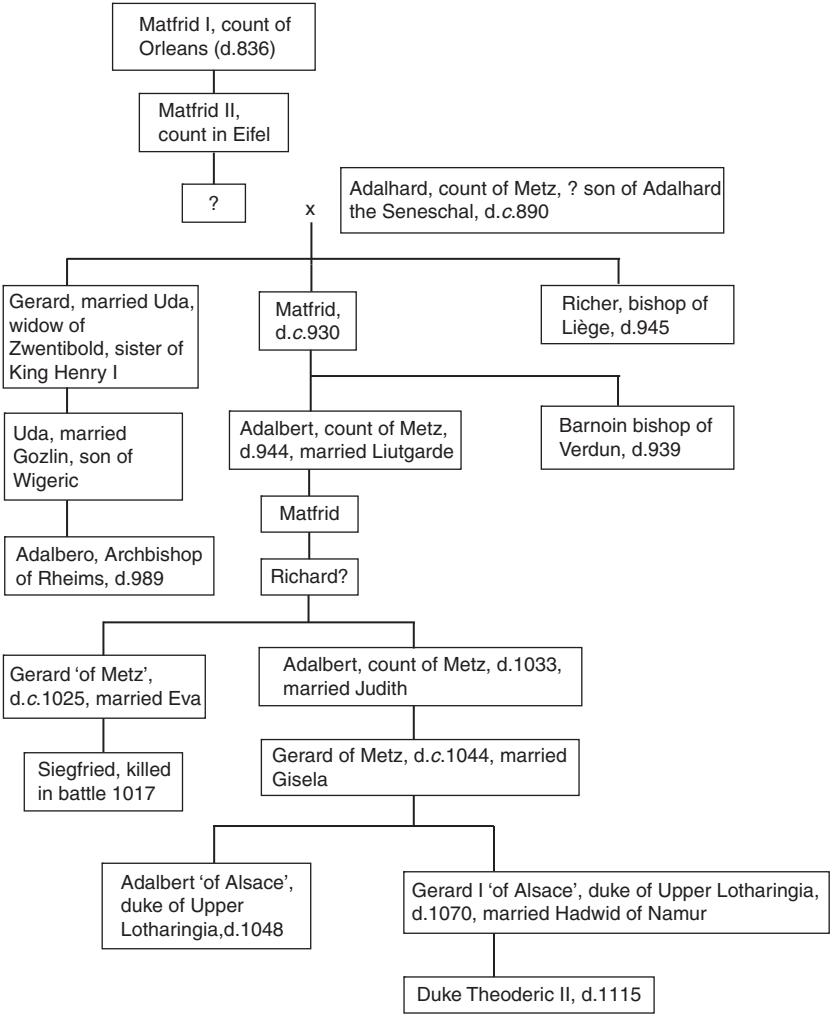 Matfrid I, count of
Orleans (d.836)
Matfrid II,
count in Eifel
?
x
Adalhard, count of Metz, ? son of Adalhard
the Seneschal, d.c.890
Gerard, married Uda,
widow of
Zwentibold, sister of
King Henry I
Matfrid,
d.c.930
Richer, bishop of
Liège, d.945
Uda, married
Gozlin, son of
Wigeric
Adalbert, count of Metz,
d.944, married Liutgarde
Barnoin bishop of
Verdun, d.939
Matfrid
Adalbero, Archbishop
of Rheims, d.989
Richard?
Gerard ‘of Metz’,
d.c.1025, married Eva
Adalbert, count of Metz, d.1033,
married Judith
Siegfried, killed
in battle 1017
Gerard of Metz, d.c.1044, married
Gisela
Adalbert ‘of Alsace’,
duke of Upper
Lotharingia,d.1048
Gerard I ‘of Alsace’, duke of Upper Lotharingia,
d.1070, married Hadwid of Namur
Duke Theoderic II, d.1115